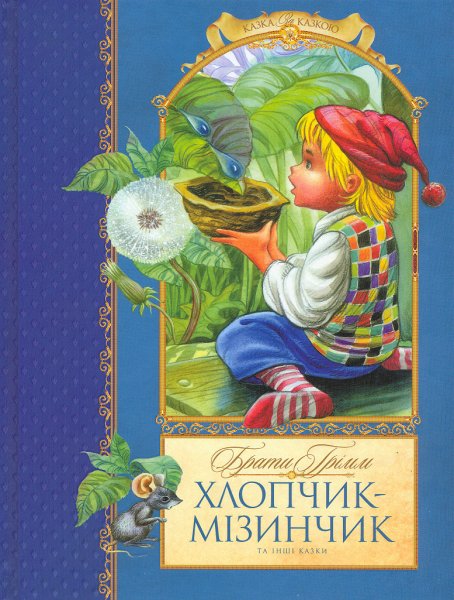 КАЗКА За КАЗКОЮ
Брати Грімм
ХЛОПЧИК-
МІЗИНЧИК
ТА ІНШІ КАЗКИ